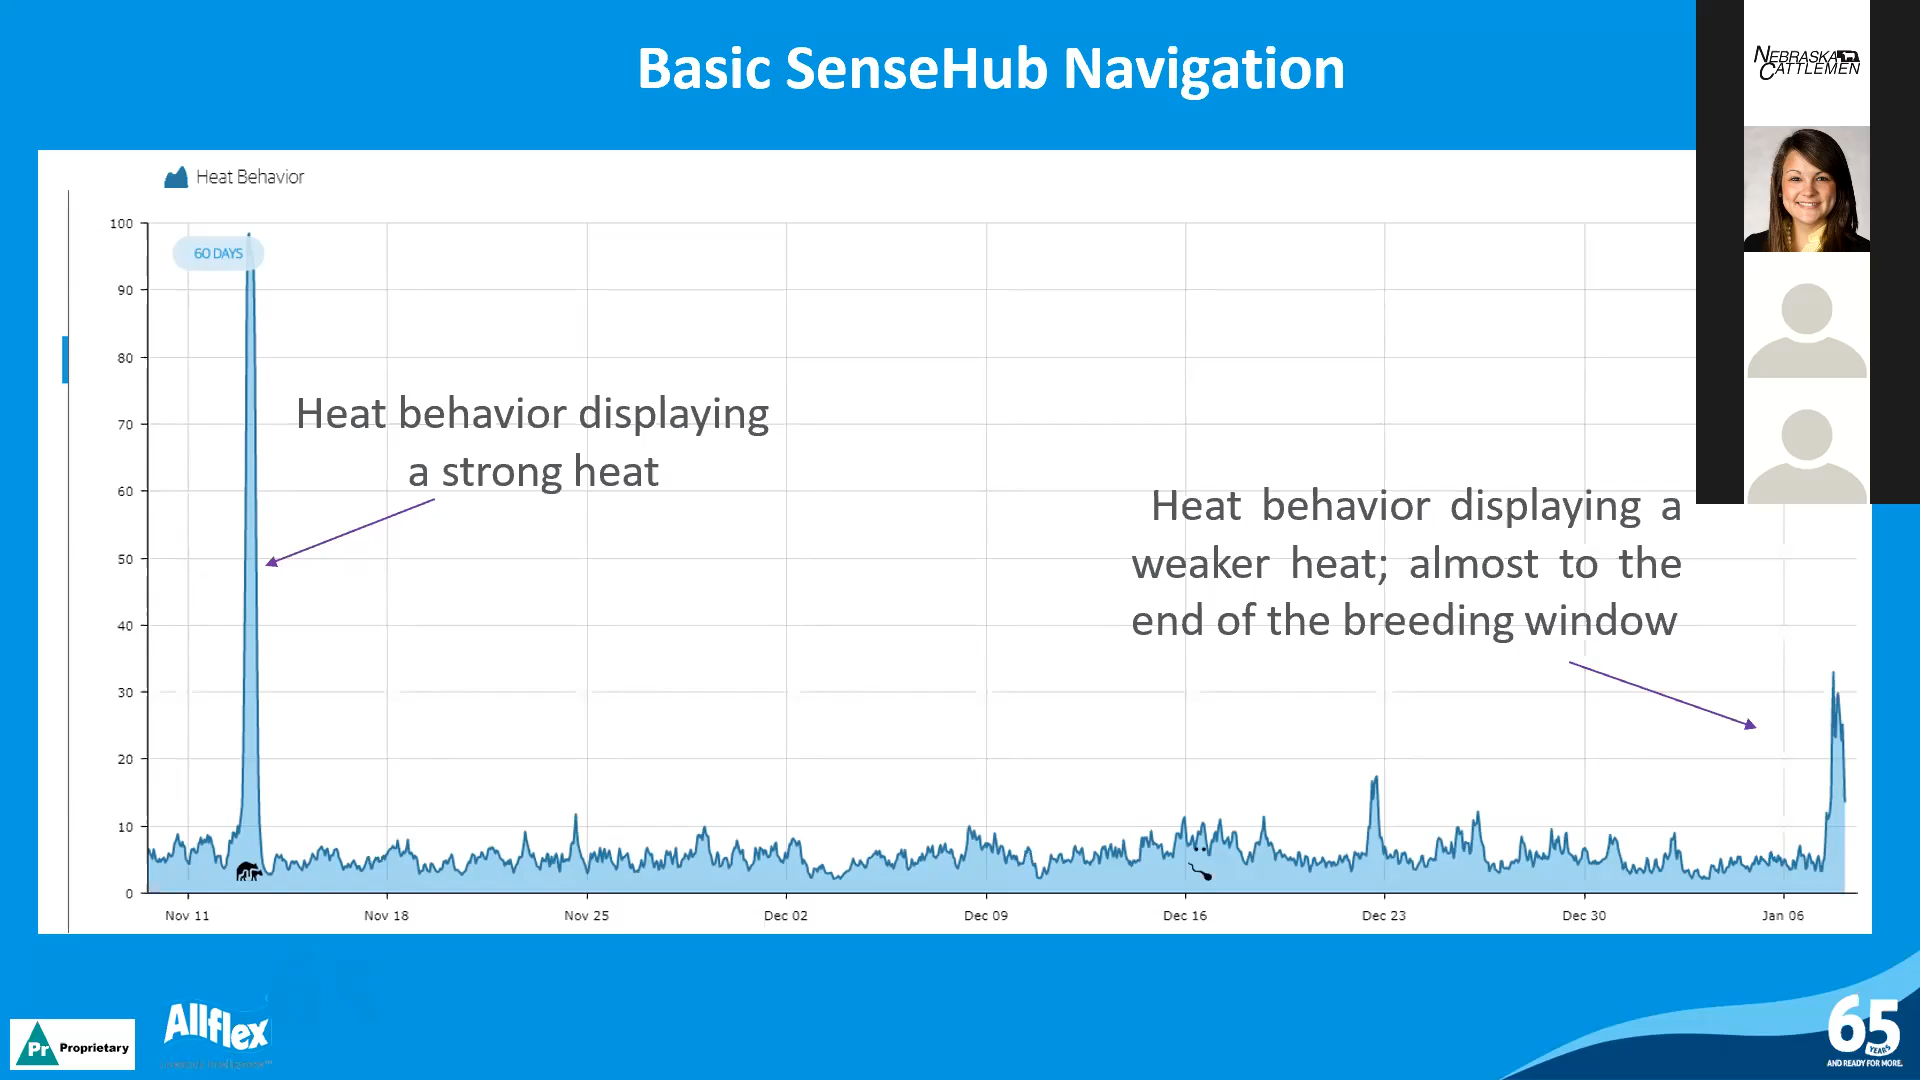 Basic SenseHub Navigation
NEBRASKA
CATTLEMEN
Heat Behavior
60 DAYS
100
90
80
70
60
50
40
30
20
10
0
Heat behavior displaying
a strong heat
Heat behavior displaying a
weaker heat; almost to the
end of the breeding window
Nov 11
Nov 18
Nov 25
Dec 02
Dec 09
Dec 16
Dec 23
Dec 30
Jan 06
Pr Proprietary
Allflex
65
YEARS
AND READY FOR MORE.